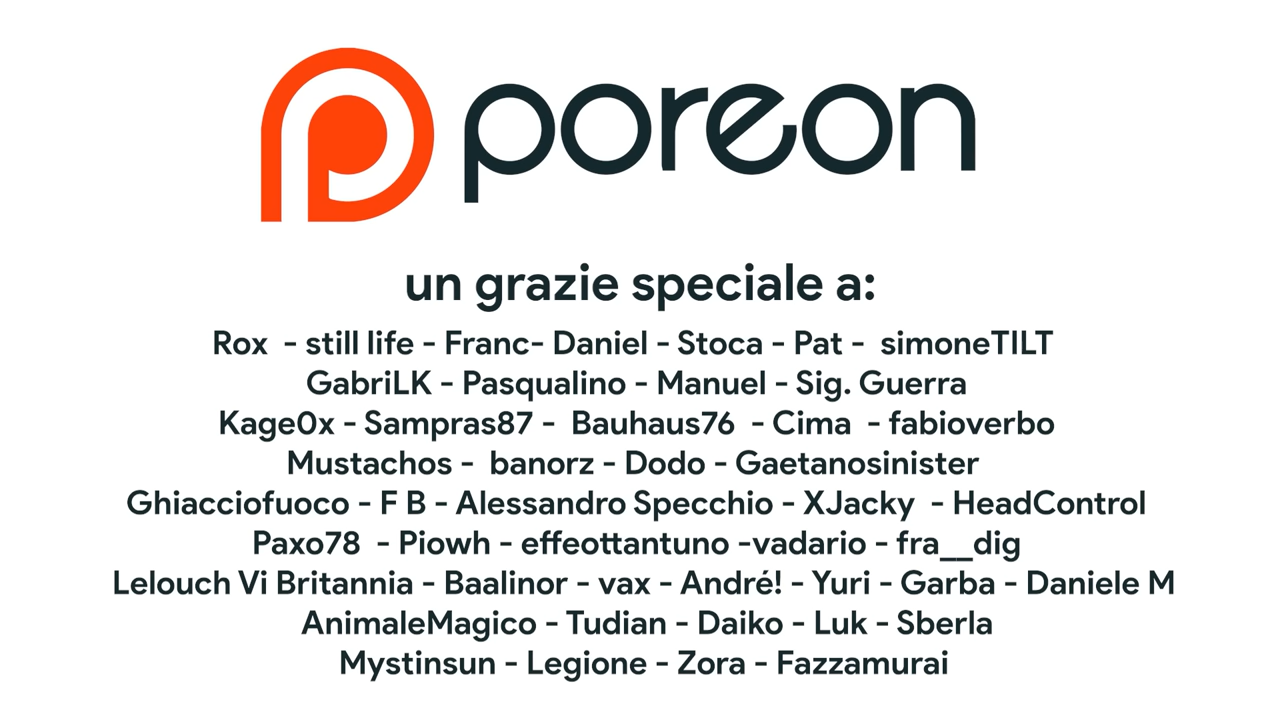 poreon
un grazie speciale a:
Rox - still life - Franc- Daniel - Stoca - Pat - simoneTILT
GabriLK - Pasqualino - Manuel - Sig. Guerra
Kage0x - Sampras87 - Bauhaus76 - Cima - fabioverbo
Mustachos - banorz - Dodo - Gaetanosinister
Ghiacciofuoco - F B - Alessandro Specchio - XJacky - HeadControl
Paxo78 - Piowh - effeottantuno -vadario - fra__dig
Lelouch Vi Britannia - Baalinor - vax - André! - Yuri - Garba - Daniele M
AnimaleMagico - Tudian - Daiko - Luk - Sberla
Mystinsun - Legione - Zora - Fazzamurai